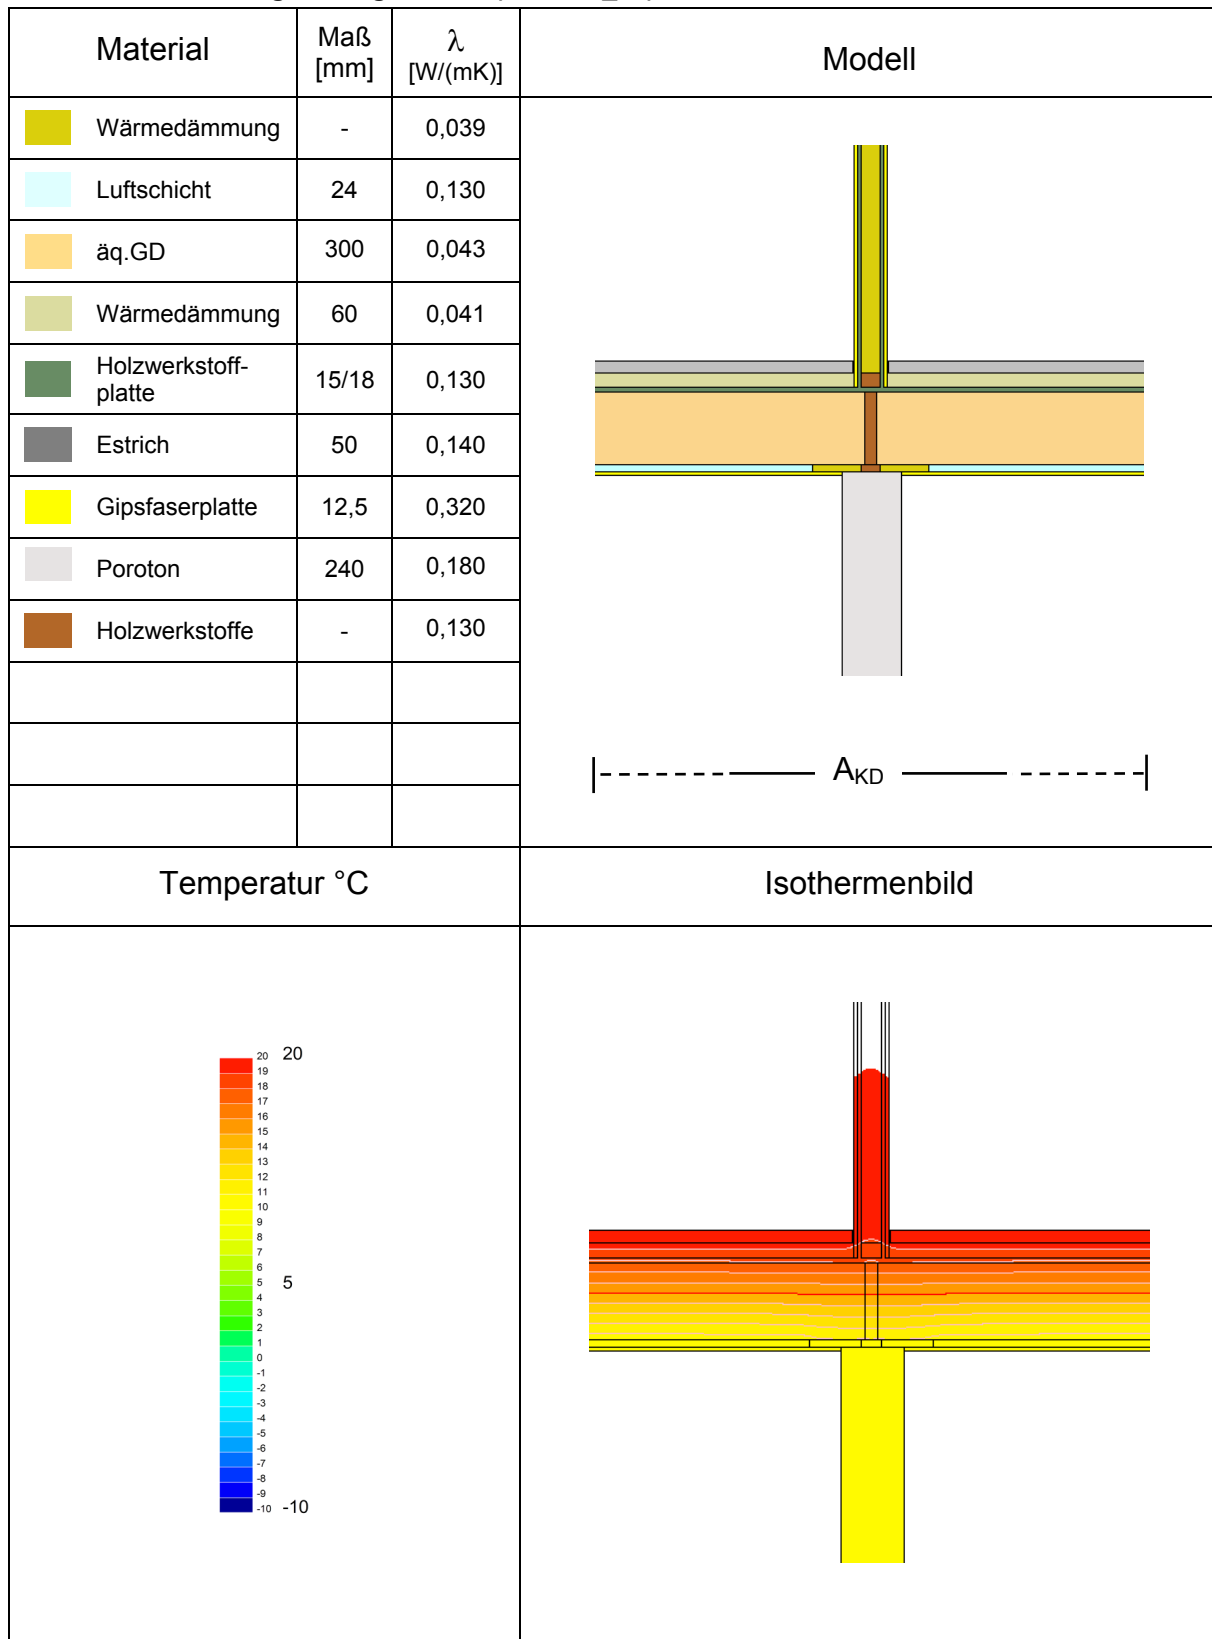 Material
Maß
[mm]
λ
[W/(mK)]
Modell
Wärmedämmung - 0,039
Luftschicht 24 0,130
äq.GD 300 0,043
Wärmedämmung 60 0,041
Holzwerkstoff-
platte 15/18 0,130
Estrich 50 0,140
Gipsfaserplatte 12,5 0,320
Poroton 240 0,180
Holzwerkstoffe - 0,130
A_KD
Temperatur °C
Isothermenbild
20 20
19
18
17
16
15
14
13
12
11
10
9
8
7
6
5 5
4
3
2
1
0
-1
-2
-3
-4
-5
-6
-7
-8
-9
-10 -10